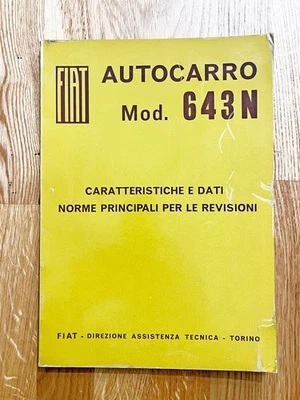 FIAT
AUTOCARRO
Mod. 643N
CARATTERISTICHE E DATI
NORME PRINCIPALI PER LE REVISIONI
FIAT - DIREZIONE ASSISTENZA TECNICA - TORINO